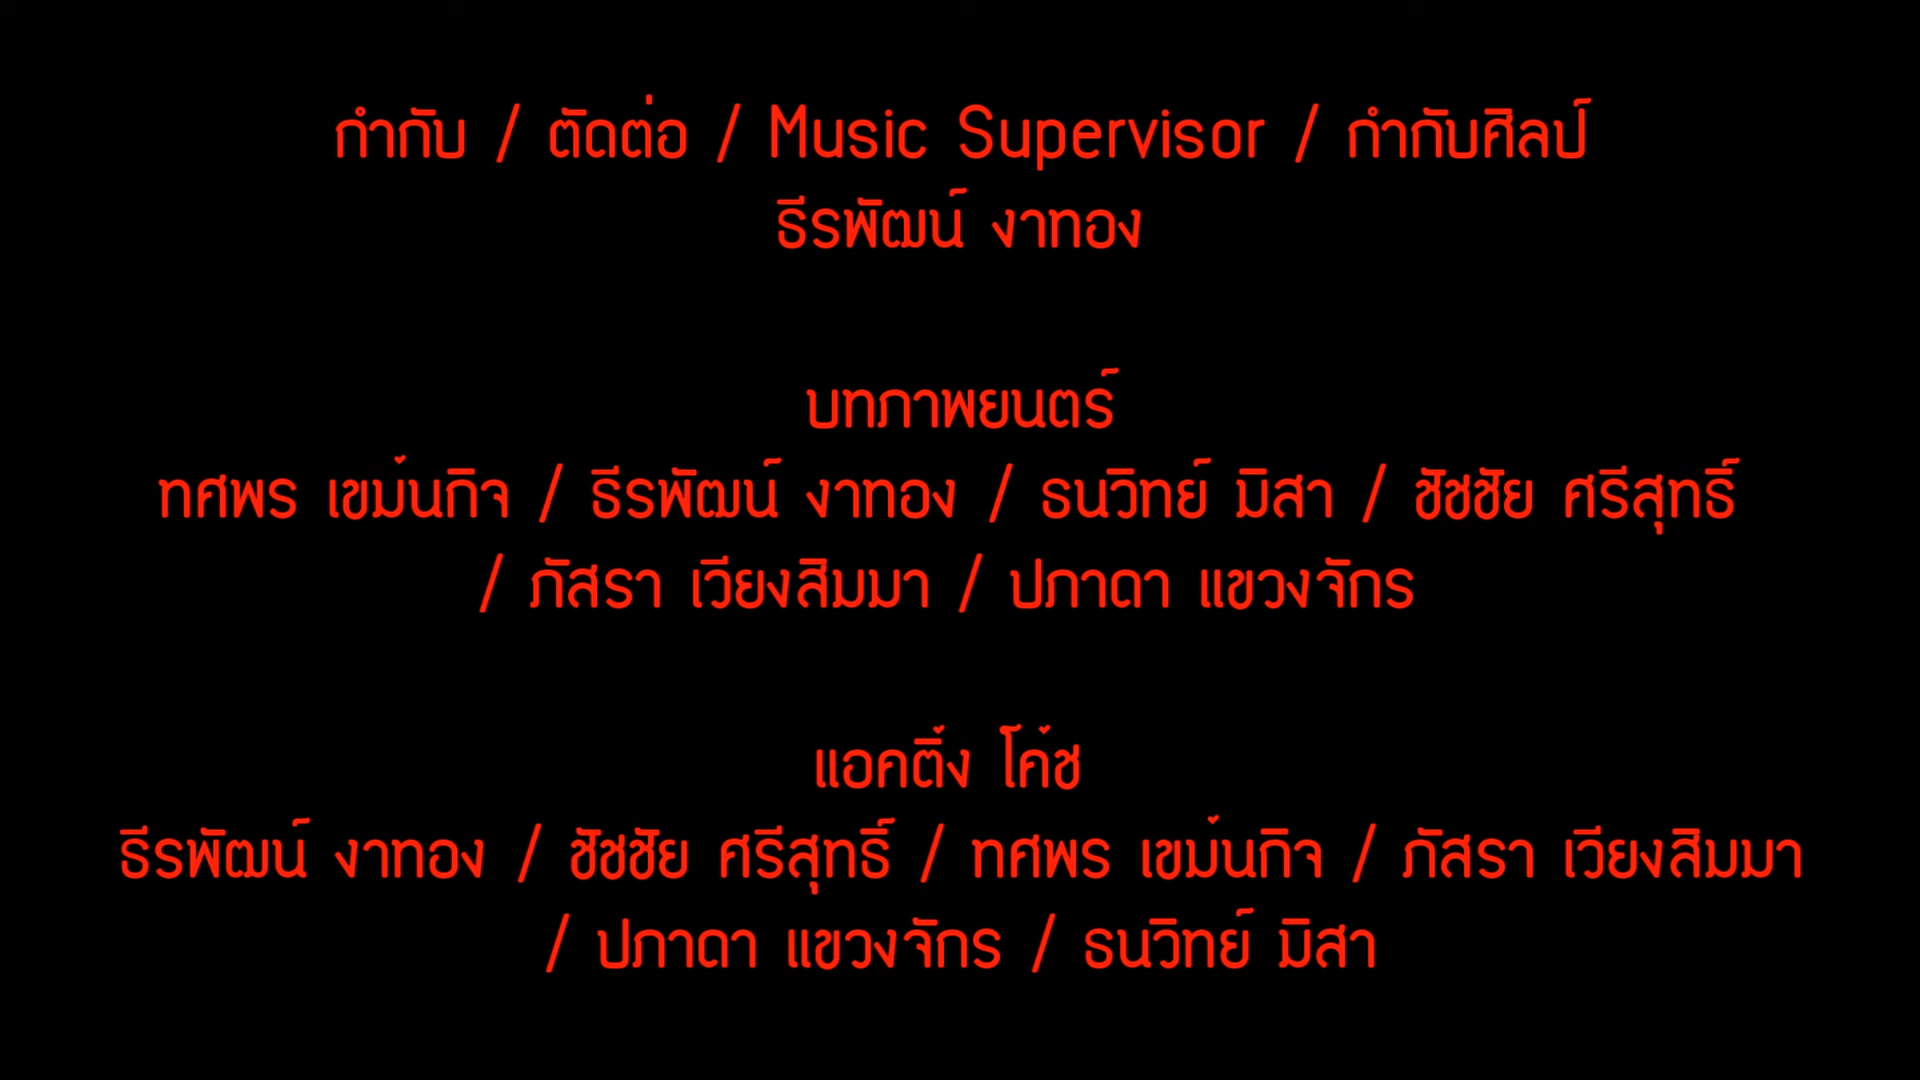 กำกับ / ตัดต่อ / Music Supervisor / กำกับศิลป์
ธีรพัฒน์ งาทอง
บทภาพยนตร์
ทศพร เขม้นกิจ / ธีรพัฒน์ งาทอง / ธนวิทย์ มิสา / ชัชชัย ศรีสุทธิ์
/ ภัสรา เวียงสิมมา / ปภาดา แขวงจักร
แอคติ้ง โค้ช
ธีรพัฒน์ งาทอง / ชัชชัย ศรีสุทธิ์ / ทศพร เขม้นกิจ / ภัสรา เวียงสิมมา
/ ปภาดา แขวงจักร / ธนวิทย์ มิสา